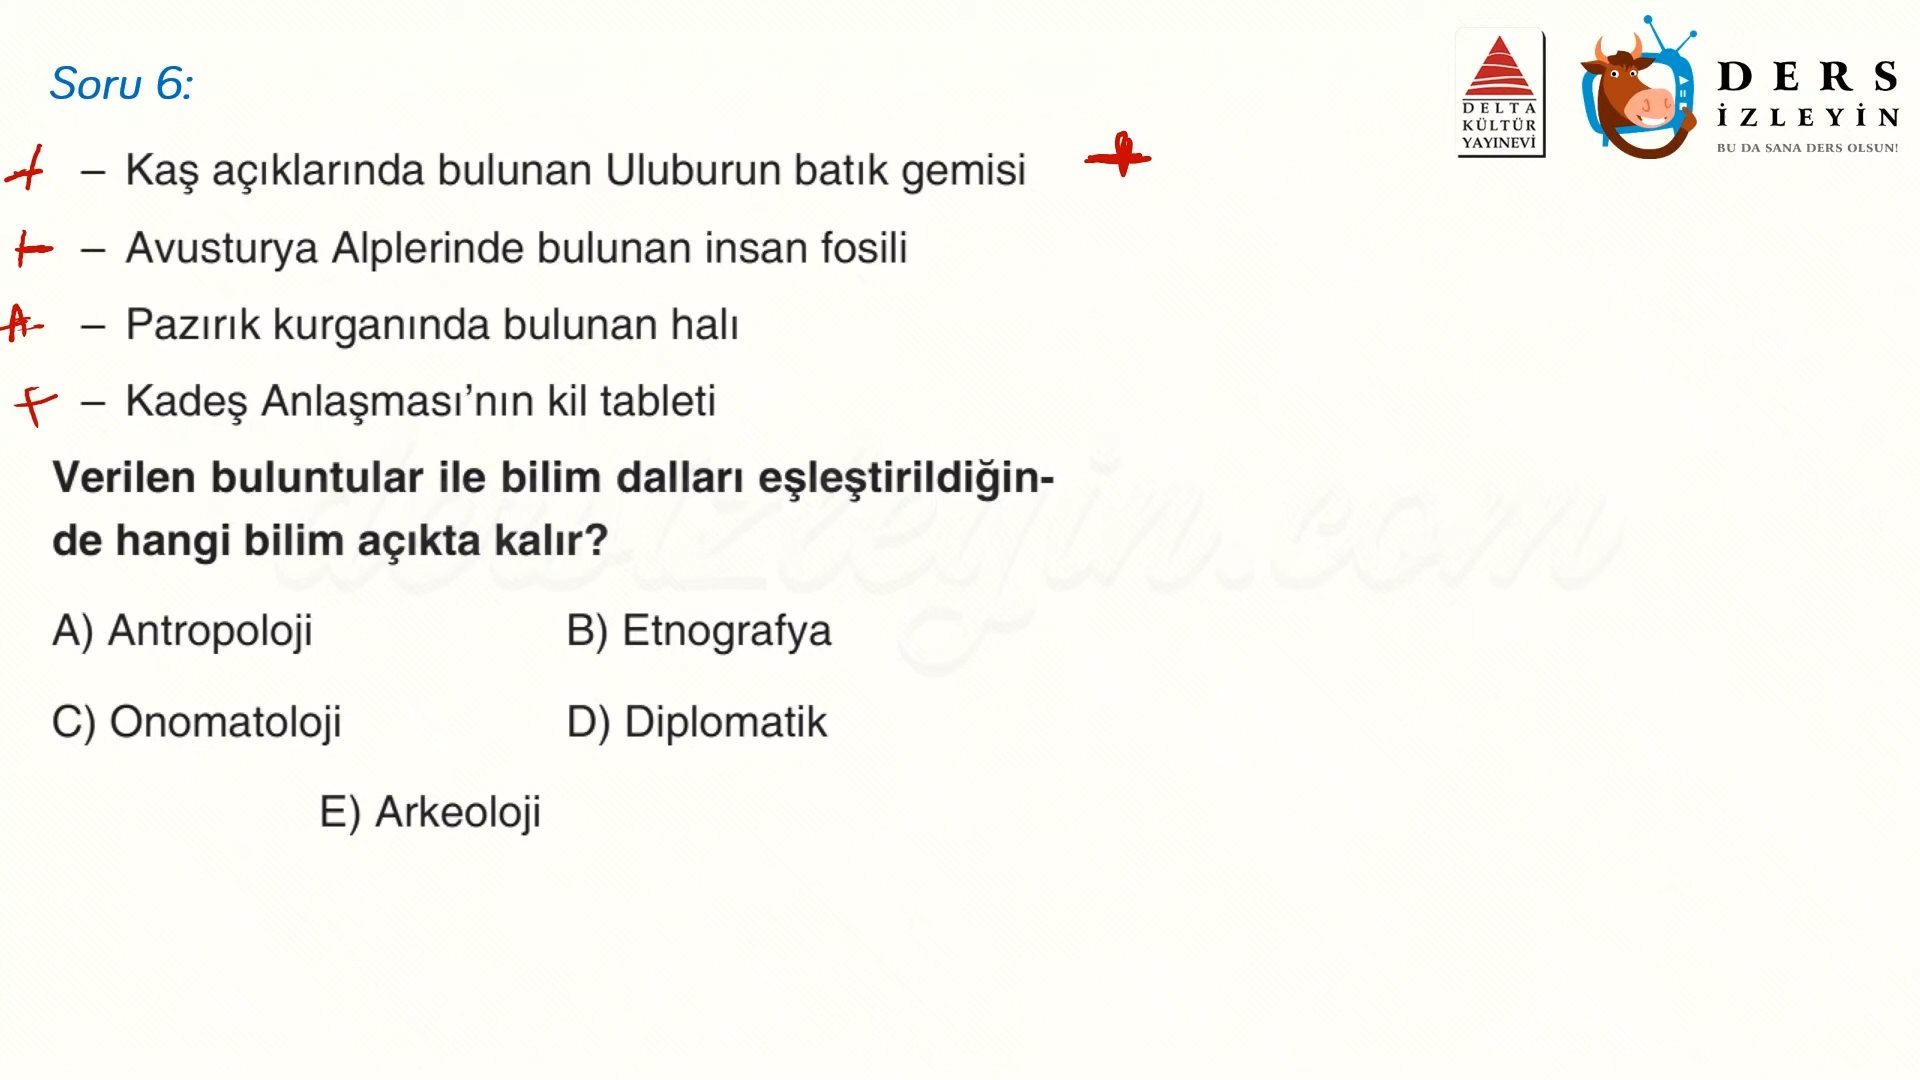 Soru 6:
DELTA
KÜLTÜR
YAYINEVİ
DERS
İZLEYİN
BU DA SANA DERS OLSUN!
– Kaş açıklarında bulunan Uluburun batık gemisi
– Avusturya Alplerinde bulunan insan fosili
– Pazırık kurganında bulunan halı
– Kadeş Anlaşması’nın kil tableti
Verilen buluntular ile bilim dalları eşleştirildiğin-
de hangi bilim açıkta kalır?
dersizleyin.com
A) Antropoloji
B) Etnografya
C) Onomatoloji
D) Diplomatik
E) Arkeoloji